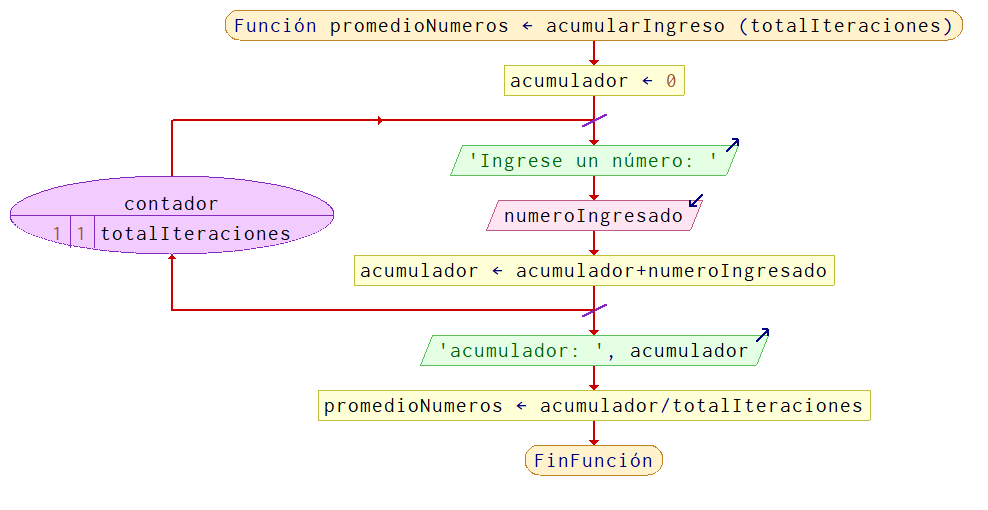 Función promedioNumeros ← acumularIngreso (totalIteraciones)
acumulador ← 0
'Ingrese un número: '
contador
1 1 totalIteraciones
numeroIngresado
acumulador ← acumulador+numeroIngresado
'acumulador: ', acumulador
promedioNumeros ← acumulador/totalIteraciones
FinFunción